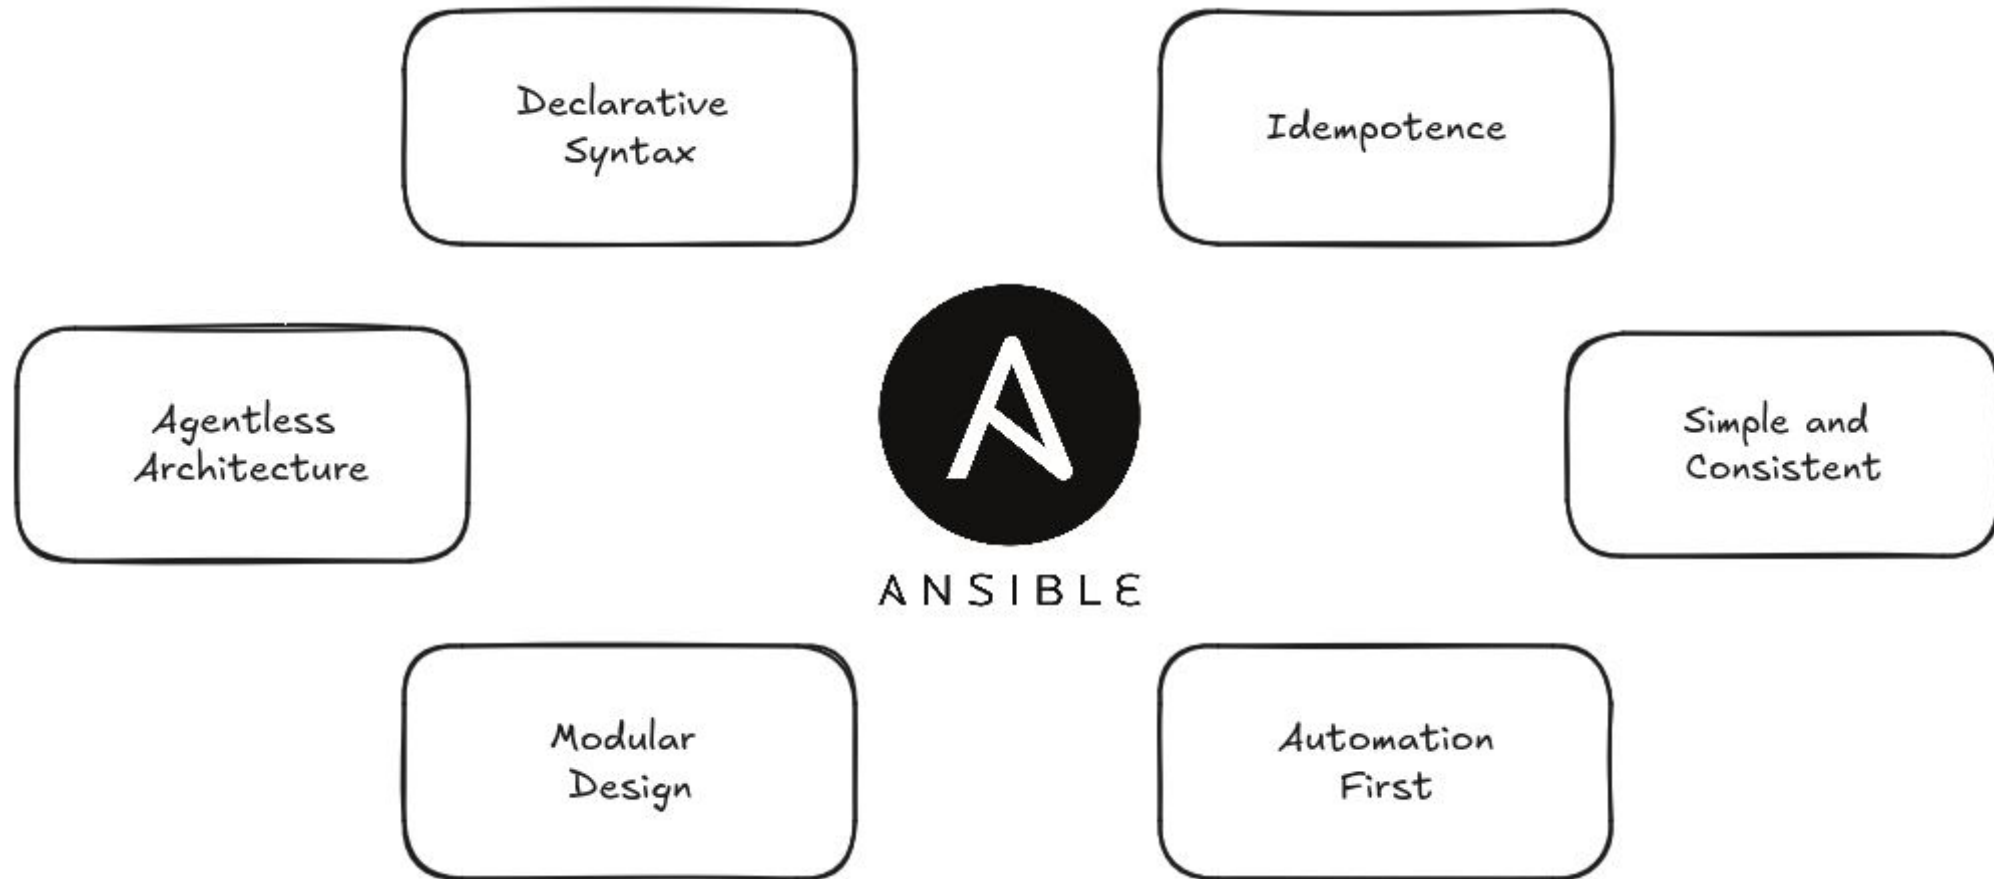 Declarative
Syntax
Idempotence
Agentless
Architecture
ANSIBLE
Simple and
Consistent
Modular
Design
Automation
First